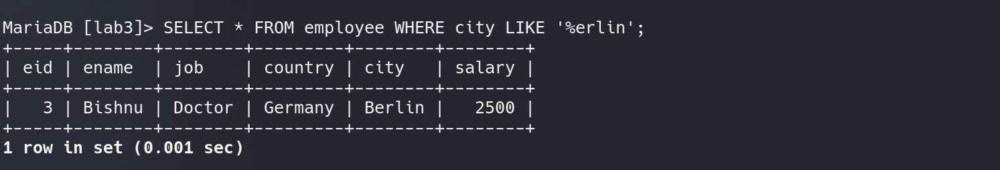 MariaDB [lab3]> SELECT * FROM employee WHERE city LIKE '%erlin';
+-----+--------+--------+---------+--------+--------+
| eid | ename  | job    | country | city   | salary |
+-----+--------+--------+---------+--------+--------+
|   3 | Bishnu | Doctor | Germany | Berlin |   2500 |
+-----+--------+--------+---------+--------+--------+
1 row in set (0.001 sec)